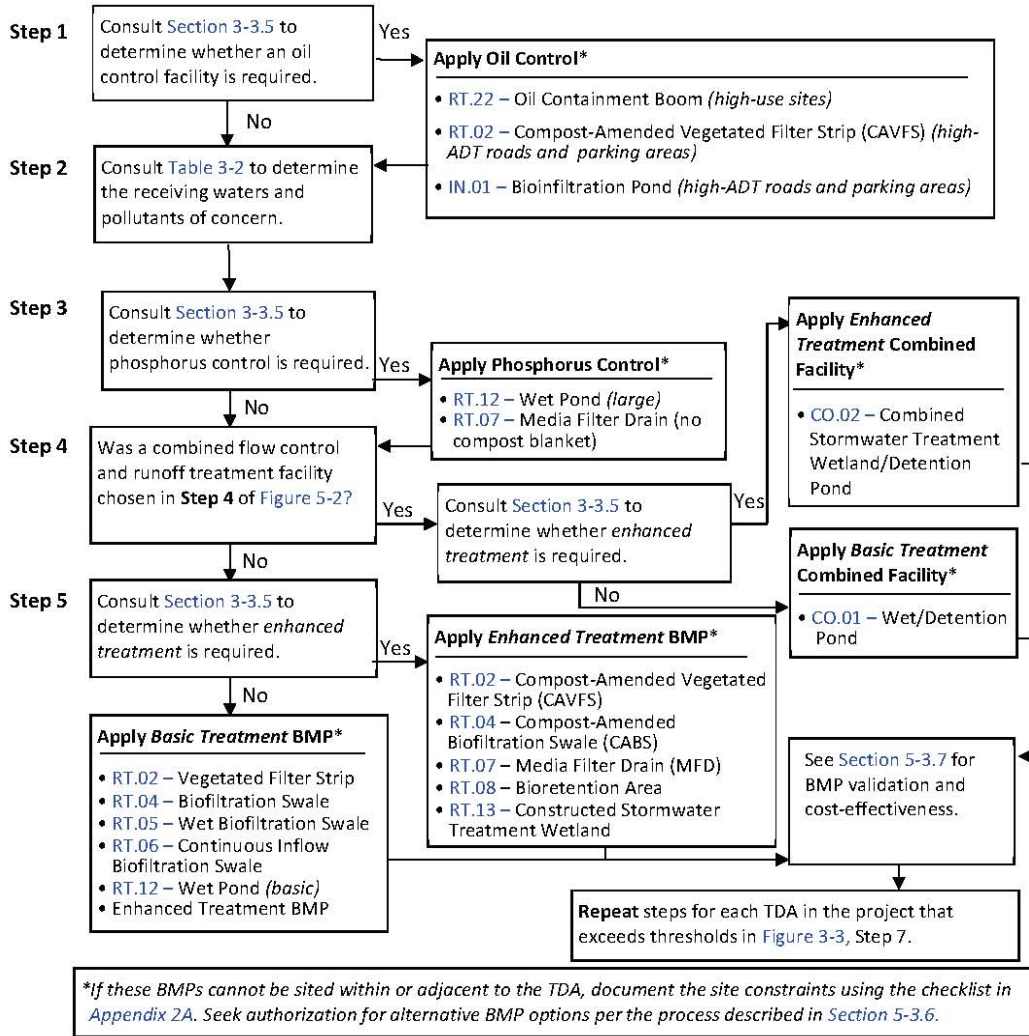 Step 1
Consult Section 3-3.5 to
determine whether an oil
control facility is required.
Yes
No
Apply Oil Control*
• RT.22 – Oil Containment Boom (high-use sites)
• RT.02 – Compost-Amended Vegetated Filter Strip (CAVFS) (high-
ADT roads and parking areas)
• IN.01 – Bioinfiltration Pond (high-ADT roads and parking areas)
Step 2
Consult Table 3-2 to determine
the receiving waters and
pollutants of concern.
Step 3
Consult Section 3-3.5 to
determine whether
phosphorus control is required.
Yes
No
Apply Phosphorus Control*
• RT.12 – Wet Pond (large)
• RT.07 – Media Filter Drain (no
compost blanket)
Step 4
Was a combined flow control
and runoff treatment facility
chosen in Step 4 of Figure 5-2?
Yes
No
Consult Section 3-3.5 to
determine whether enhanced
treatment is required.
Yes
No
Apply Enhanced
Treatment Combined
Facility*
• CO.02 – Combined
Stormwater Treatment
Wetland/Detention
Pond
Apply Basic Treatment
Combined Facility*
• CO.01 – Wet/Detention
Pond
Step 5
Consult Section 3-3.5 to
determine whether enhanced
treatment is required.
Yes
No
Apply Enhanced Treatment BMP*
• RT.02 – Compost-Amended Vegetated
Filter Strip (CAVFS)
• RT.04 – Compost-Amended
Biofiltration Swale (CABS)
• RT.07 – Media Filter Drain (MFD)
• RT.08 – Bioretention Area
• RT.13 – Constructed Stormwater
Treatment Wetland
Apply Basic Treatment BMP*
• RT.02 – Vegetated Filter Strip
• RT.04 – Biofiltration Swale
• RT.05 – Wet Biofiltration Swale
• RT.06 – Continuous Inflow
Biofiltration Swale
• RT.12 – Wet Pond (basic)
• Enhanced Treatment BMP
See Section 5-3.7 for
BMP validation and
cost-effectiveness.
Repeat steps for each TDA in the project that
exceeds thresholds in Figure 3-3, Step 7.
*If these BMPs cannot be sited within or adjacent to the TDA, document the site constraints using the checklist in
Appendix 2A. Seek authorization for alternative BMP options per the process described in Section 5-3.6.